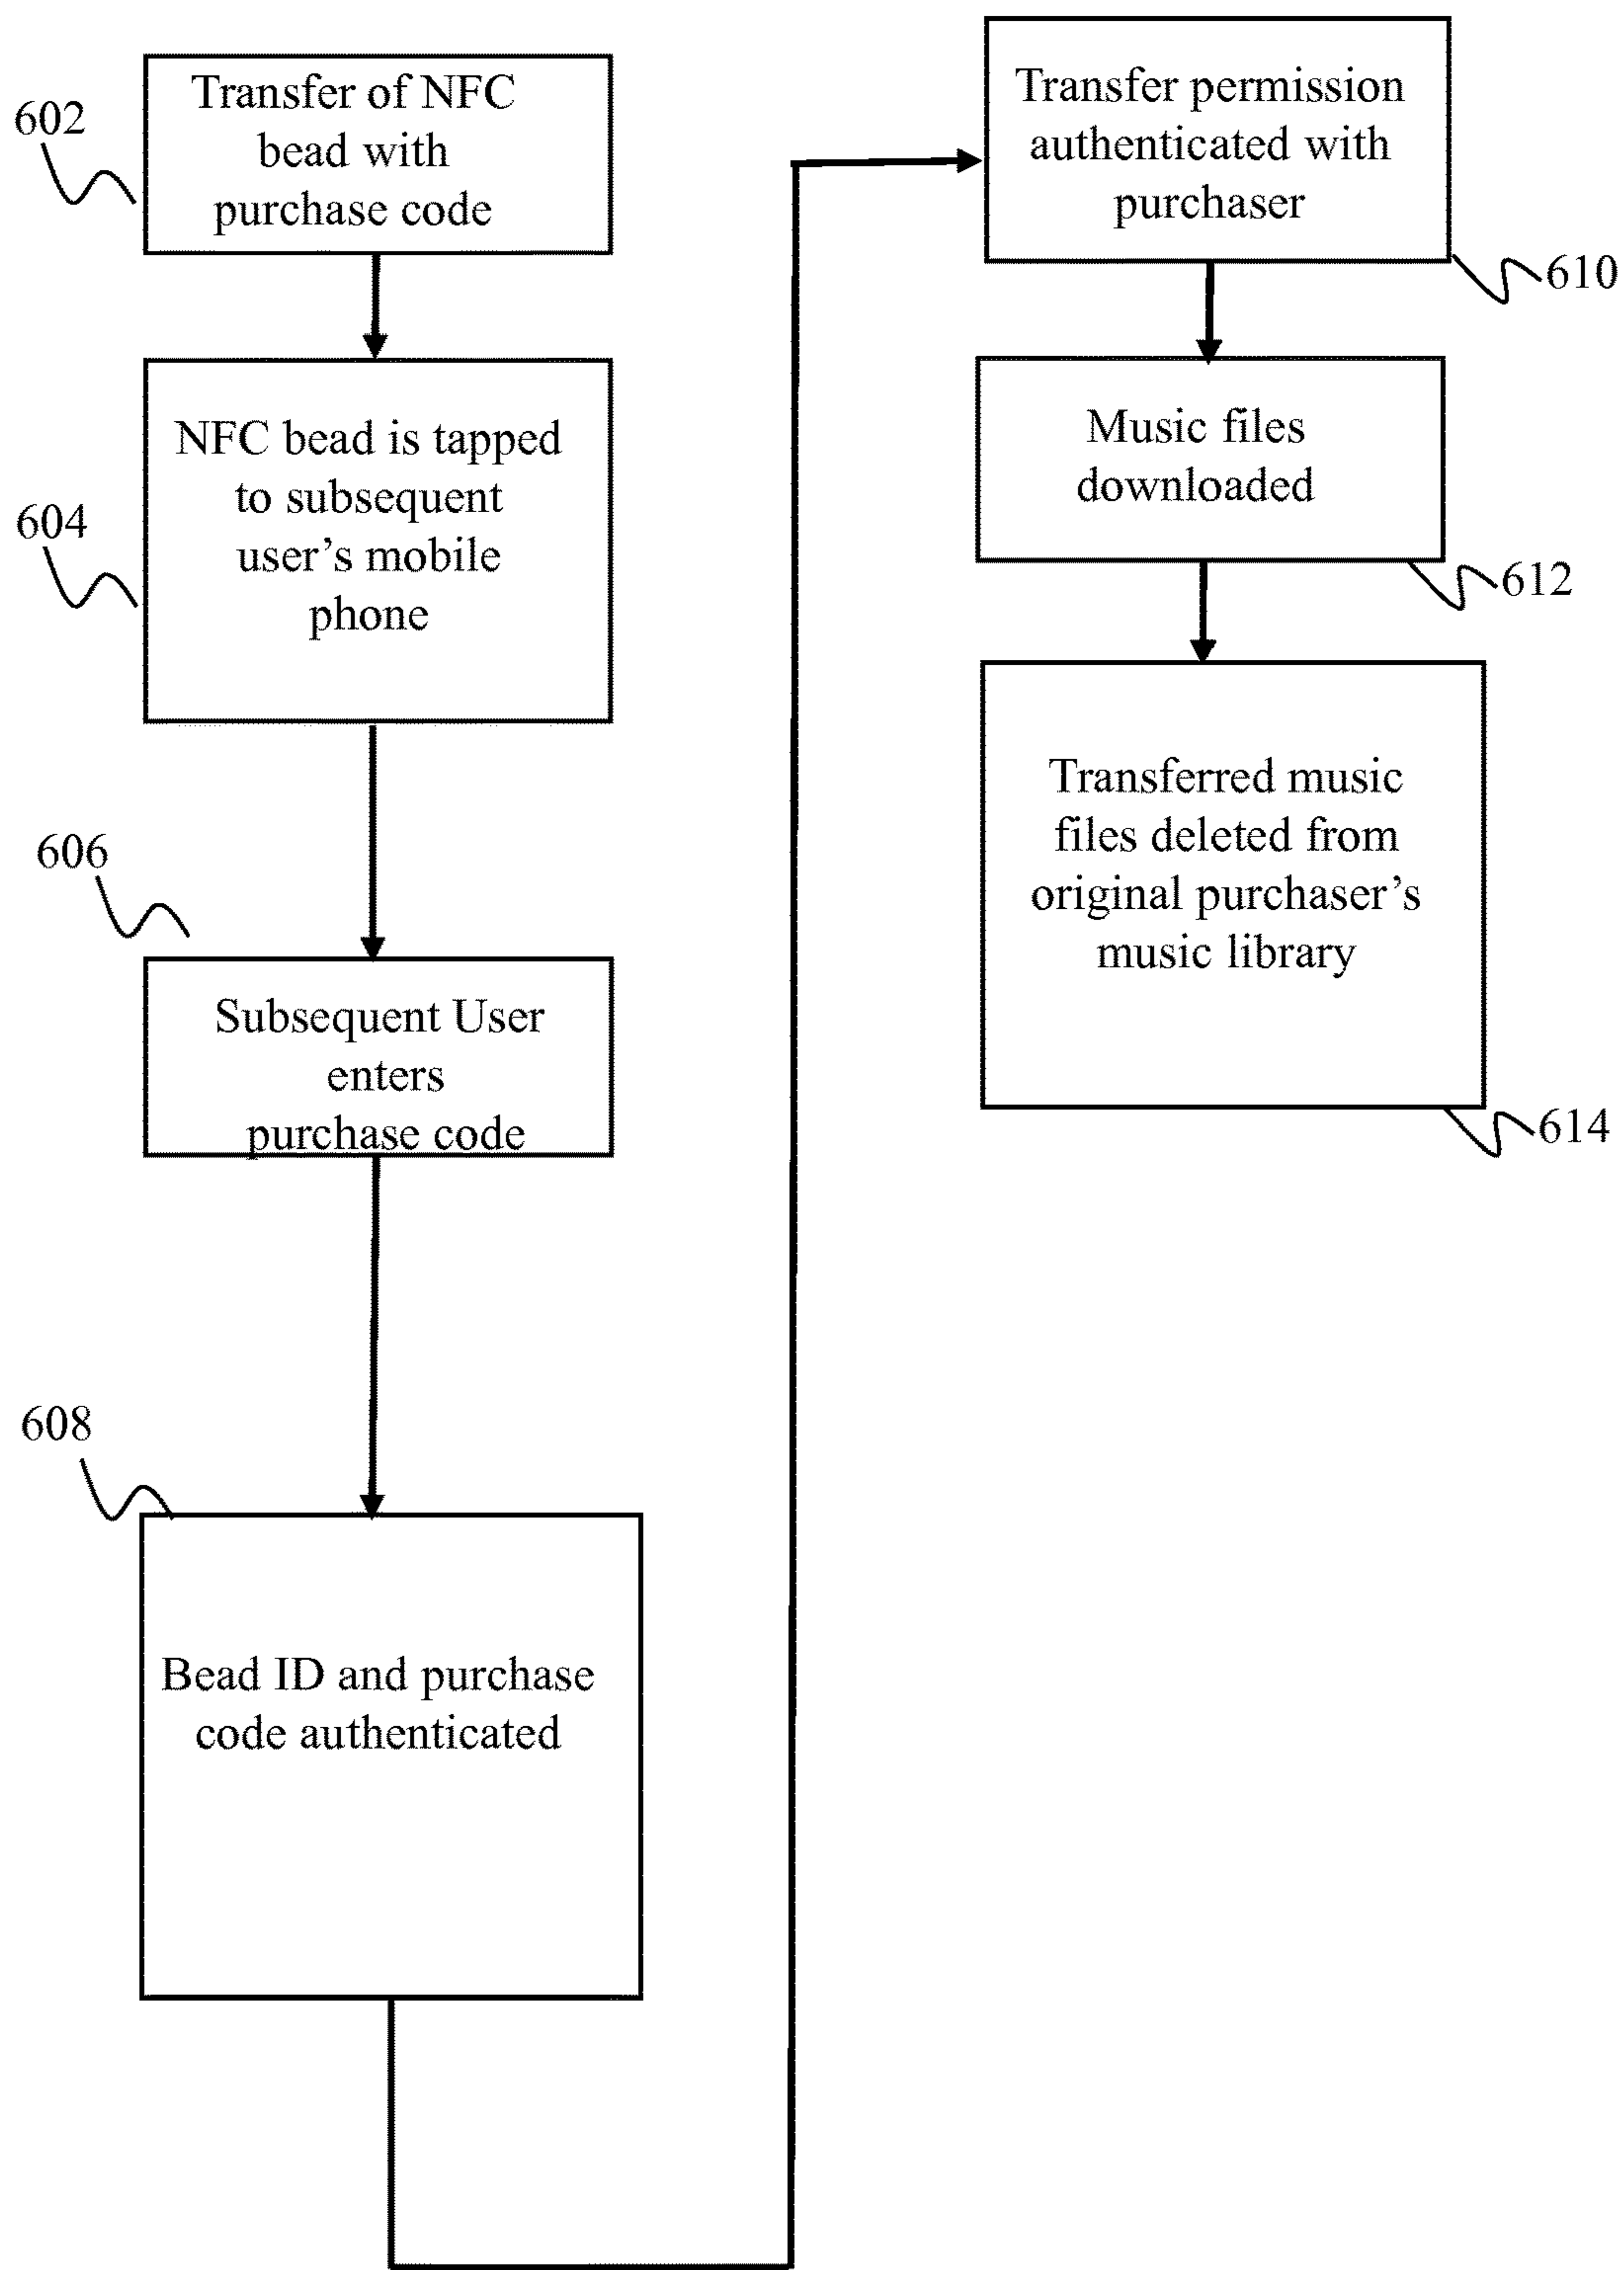 602
Transfer of NFC
bead with
purchase code
604
NFC bead is tapped
to subsequent
user’s mobile
phone
606
Subsequent User
enters
purchase code
608
Bead ID and purchase
code authenticated
Transfer permission
authenticated with
purchaser
610
Music files
downloaded
612
Transferred music
files deleted from
original purchaser’s
music library
614